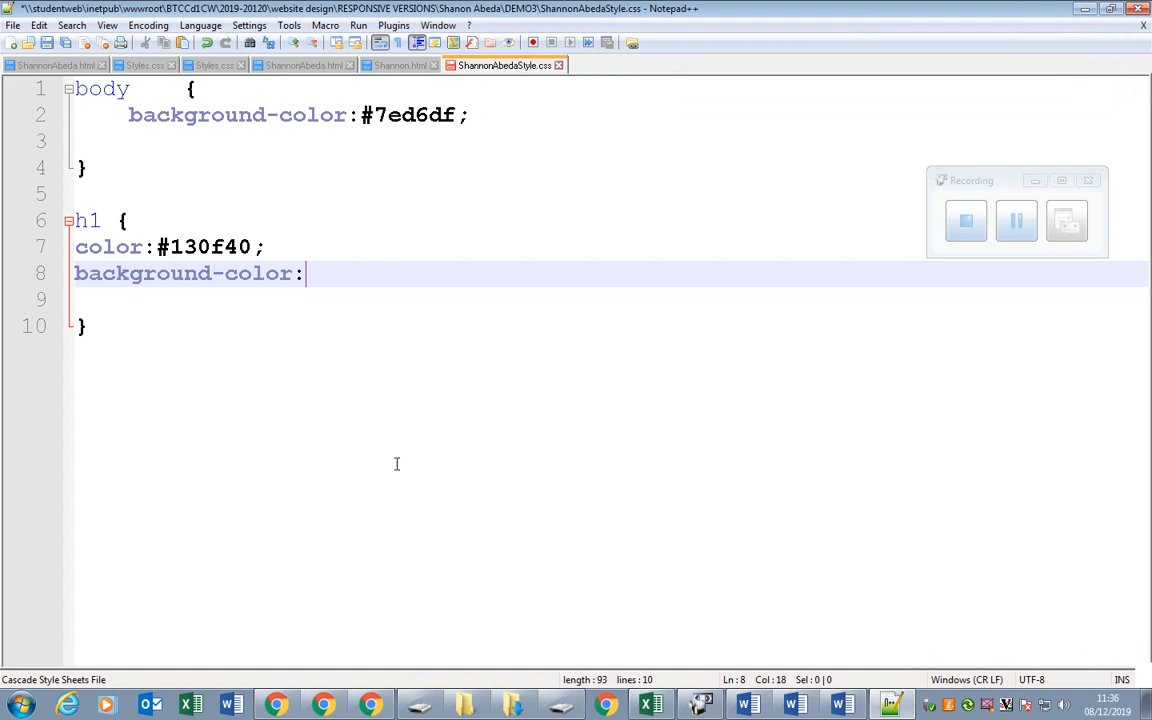 *\\studentweb\inetpub\wwwroot\BTCCd1CW\2019-20120\website design\RESPONSIVE VERSIONS\Shanon Abeda\DEMO3\ShannonAbedaStyle.css - Notepad++
File Edit Search View Encoding Language Settings Tools Macro Run Plugins Window ? X
ShannonAbeda.html Styles.css Styles.css ShannonAbeda.html Shannon.html ShannonAbedaStyle.css
1 body {
2 background-color:#7ed6df;
3
4 }
5
6 h1 {
7 color:#130f40;
8 background-color:
9
10 }
Recording
Cascade Style Sheets File length : 93 lines : 10 Ln : 8 Col : 18 Sel : 0 | 0 Windows (CR LF) UTF-8 INS
11:36
08/12/2019